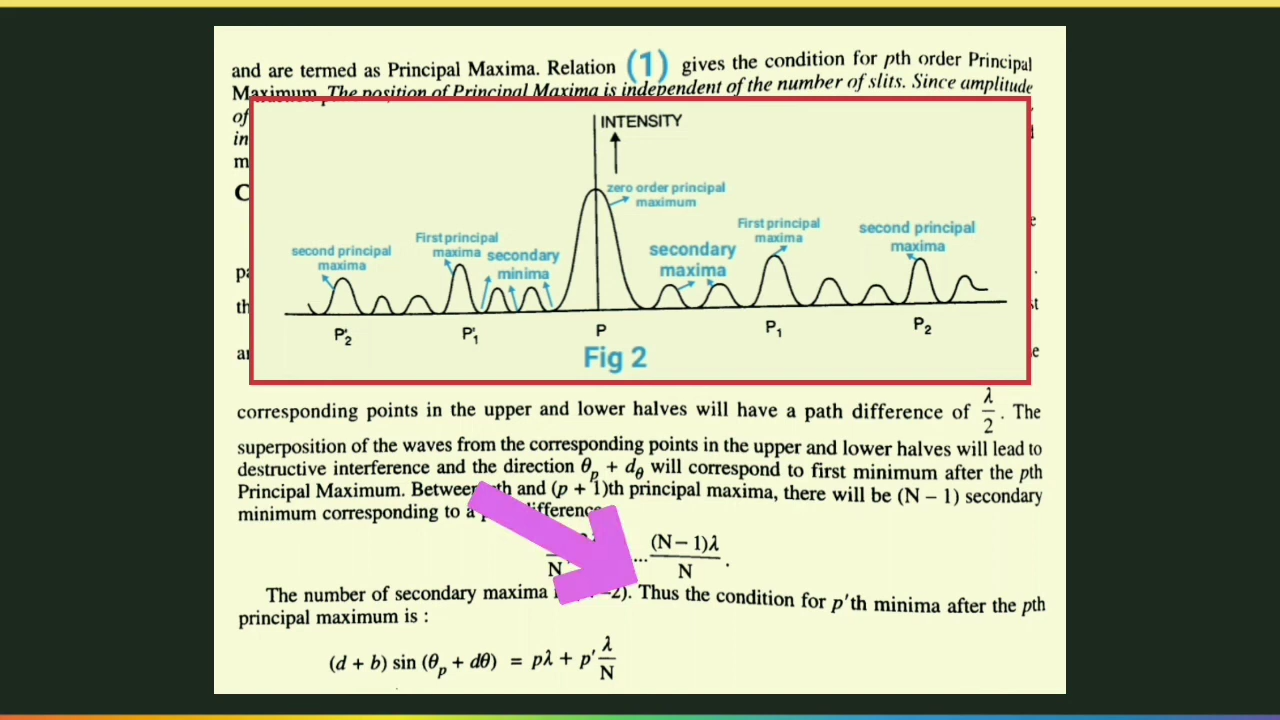 and are termed as Principal Maxima. Relation (1) gives the condition for pth order Principal
Maximum. The position of Principal Maxima is independent of the number of slits. Since amplitude
of
in
m
C
INTENSITY
zero order principal
maximum
First principal
maxima
second principal
maxima
secondary
maxima
First principal
maxima
secondary
minima
second principal
maxima
P'2
P'1
P
P1
P2
Fig 2
pa
th
corresponding points in the upper and lower halves will have a path difference of λ/2 . The
superposition of the waves from the corresponding points in the upper and lower halves will lead to
destructive interference and the direction θp + dθ will correspond to first minimum after the pth
Principal Maximum. Between and (p + 1)th principal maxima, there will be (N – 1) secondary
minimum corresponding to a
... (N – 1)λ/N .
The number of secondary maxima –2). Thus the condition for p'th minima after the pth
principal maximum is :
(d + b) sin (θp + dθ) = pλ + p' λ/N